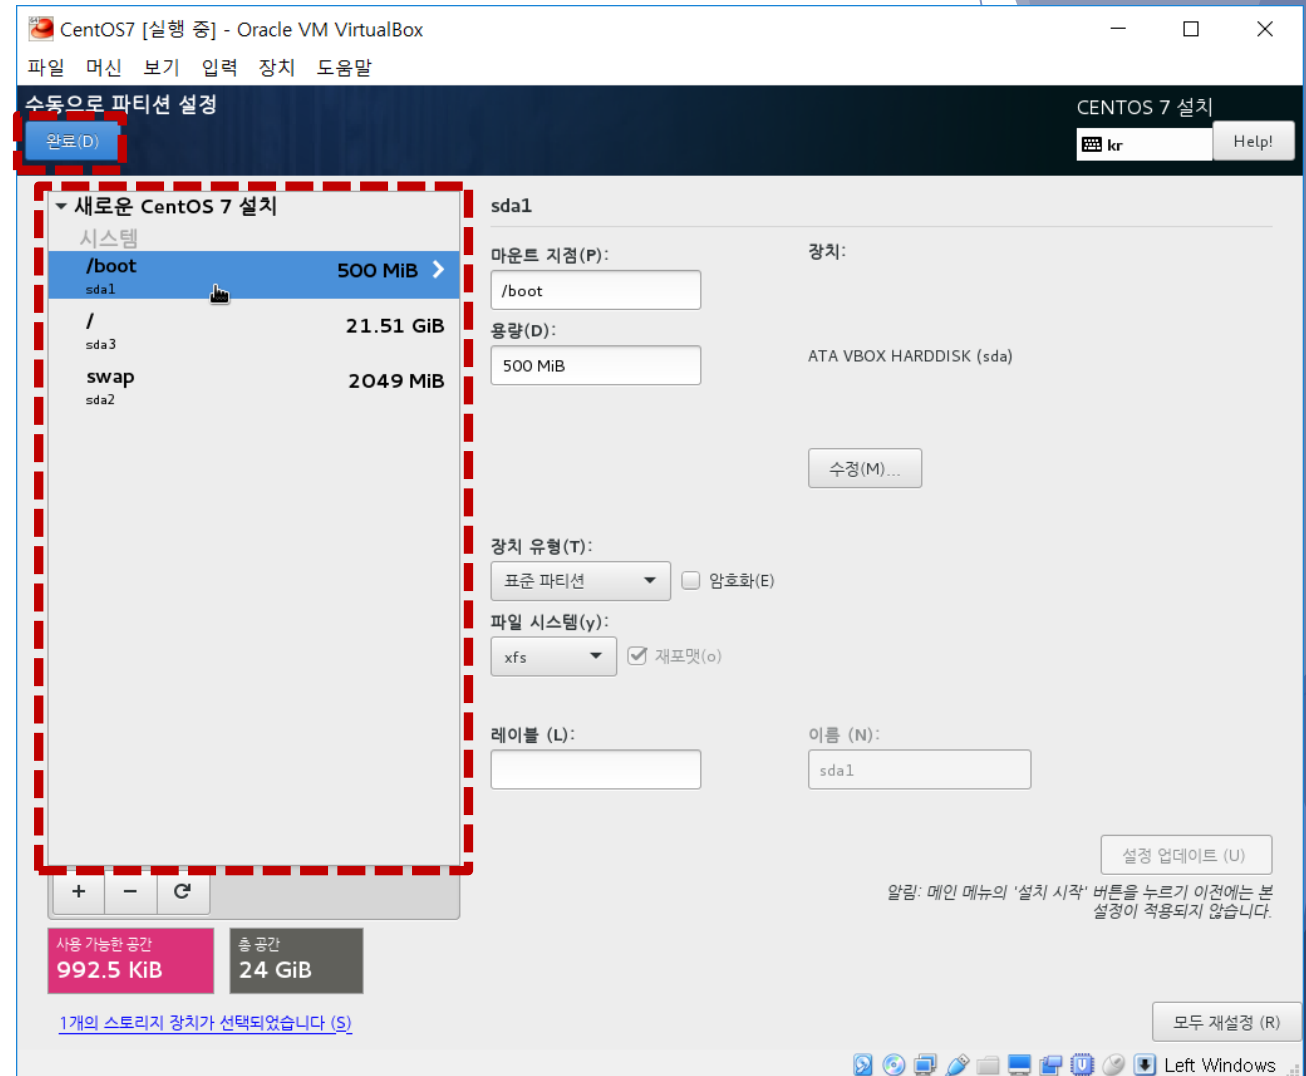 CentOS7 [실행 중] - Oracle VM VirtualBox
파일 머신 보기 입력 장치 도움말
수동으로 파티션 설정
CENTOS 7 설치
완료(D)
kr
Help!
새로운 CentOS 7 설치
시스템
/boot
500 MiB
sda1
/
21.51 GiB
sda3
swap
2049 MiB
sda2
sda1
마운트 지점(P):
장치:
/boot
용량(D):
500 MiB
ATA VBOX HARDDISK (sda)
수정(M)...
장치 유형(T):
표준 파티션
암호화(E)
파일 시스템(y):
xfs
재포맷(o)
레이블 (L):
이름 (N):
sda1
설정 업데이트 (U)
알림: 메인 메뉴의 '설치 시작' 버튼을 누르기 이전에는 본
설정이 적용되지 않습니다.
+ −
사용 가능한 공간
992.5 KiB
총 공간
24 GiB
1개의 스토리지 장치가 선택되었습니다 (S)
모두 재설정 (R)
Left Windows